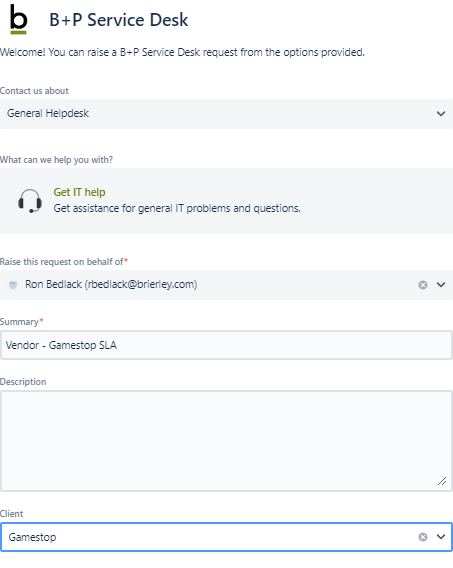 b
B+P Service Desk
Welcome! You can raise a B+P Service Desk request from the options provided.
Contact us about
General Helpdesk
What can we help you with?
Get IT help
Get assistance for general IT problems and questions.
Raise this request on behalf of*
Ron Bedlack (rbedlack@brierley.com)
Summary*
Vendor - Gamestop SLA
Description
Client
Gamestop